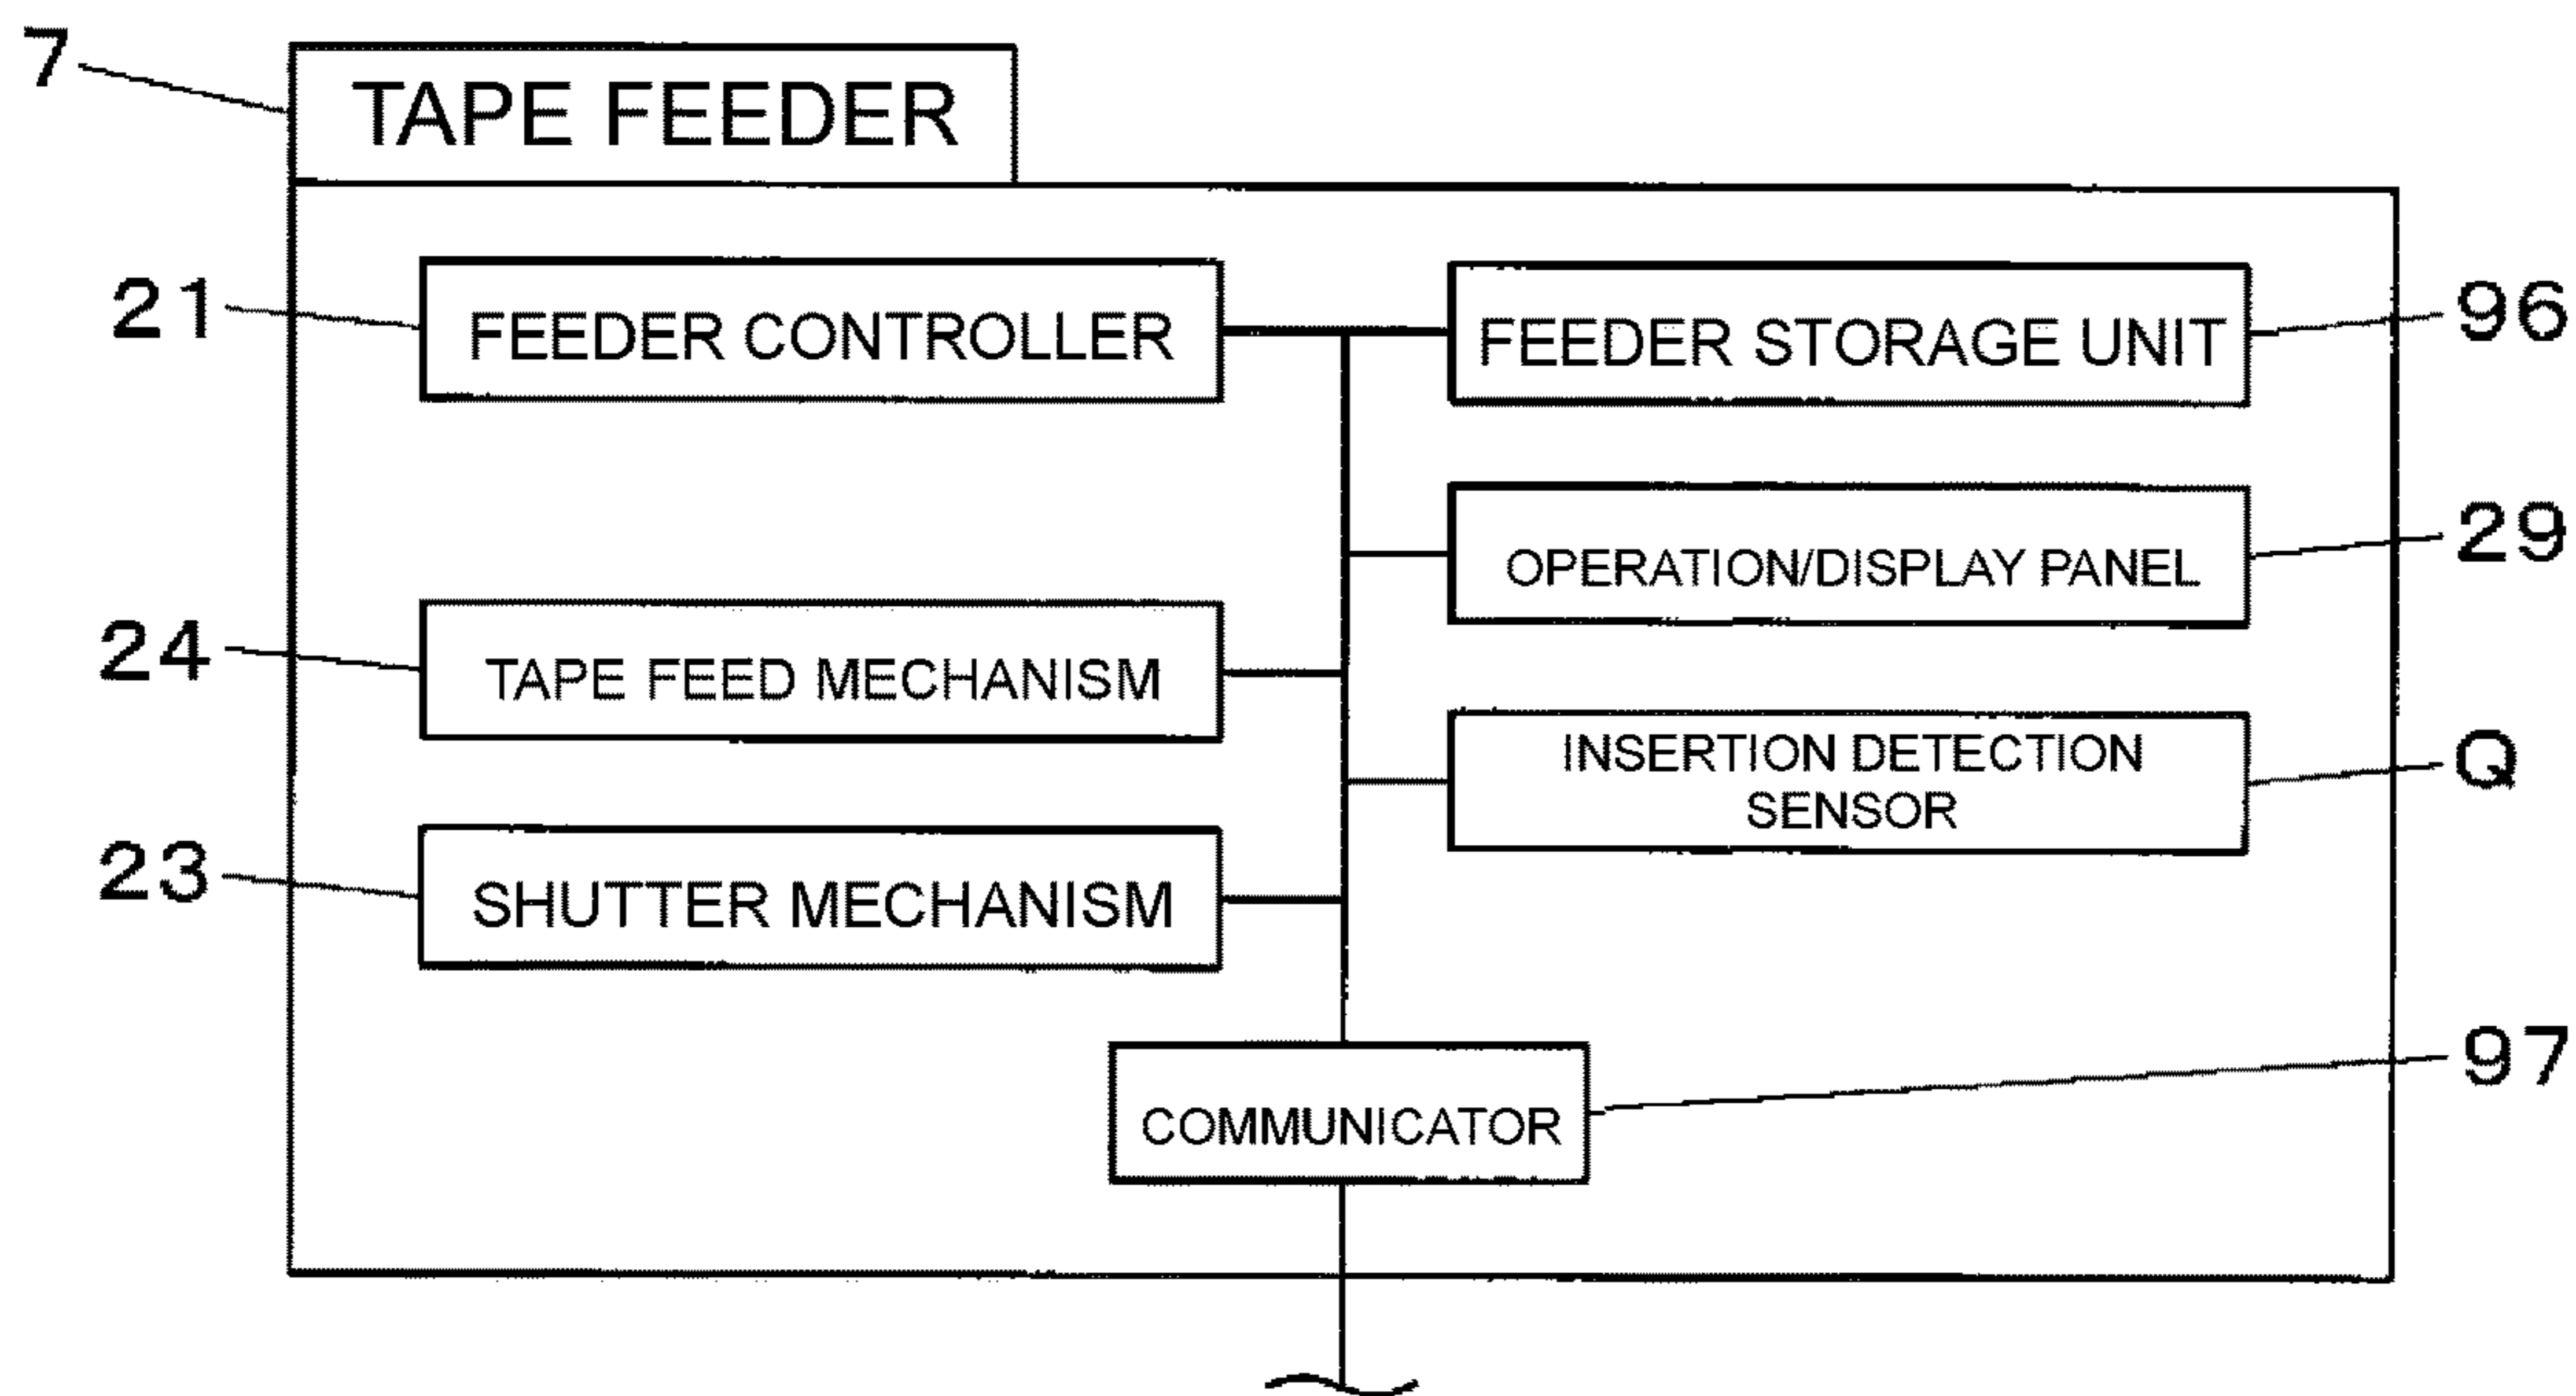 7
TAPE FEEDER
21
FEEDER CONTROLLER
FEEDER STORAGE UNIT
96
OPERATION/DISPLAY PANEL
29
24
TAPE FEED MECHANISM
INSERTION DETECTION
SENSOR
Q
23
SHUTTER MECHANISM
COMMUNICATOR
97